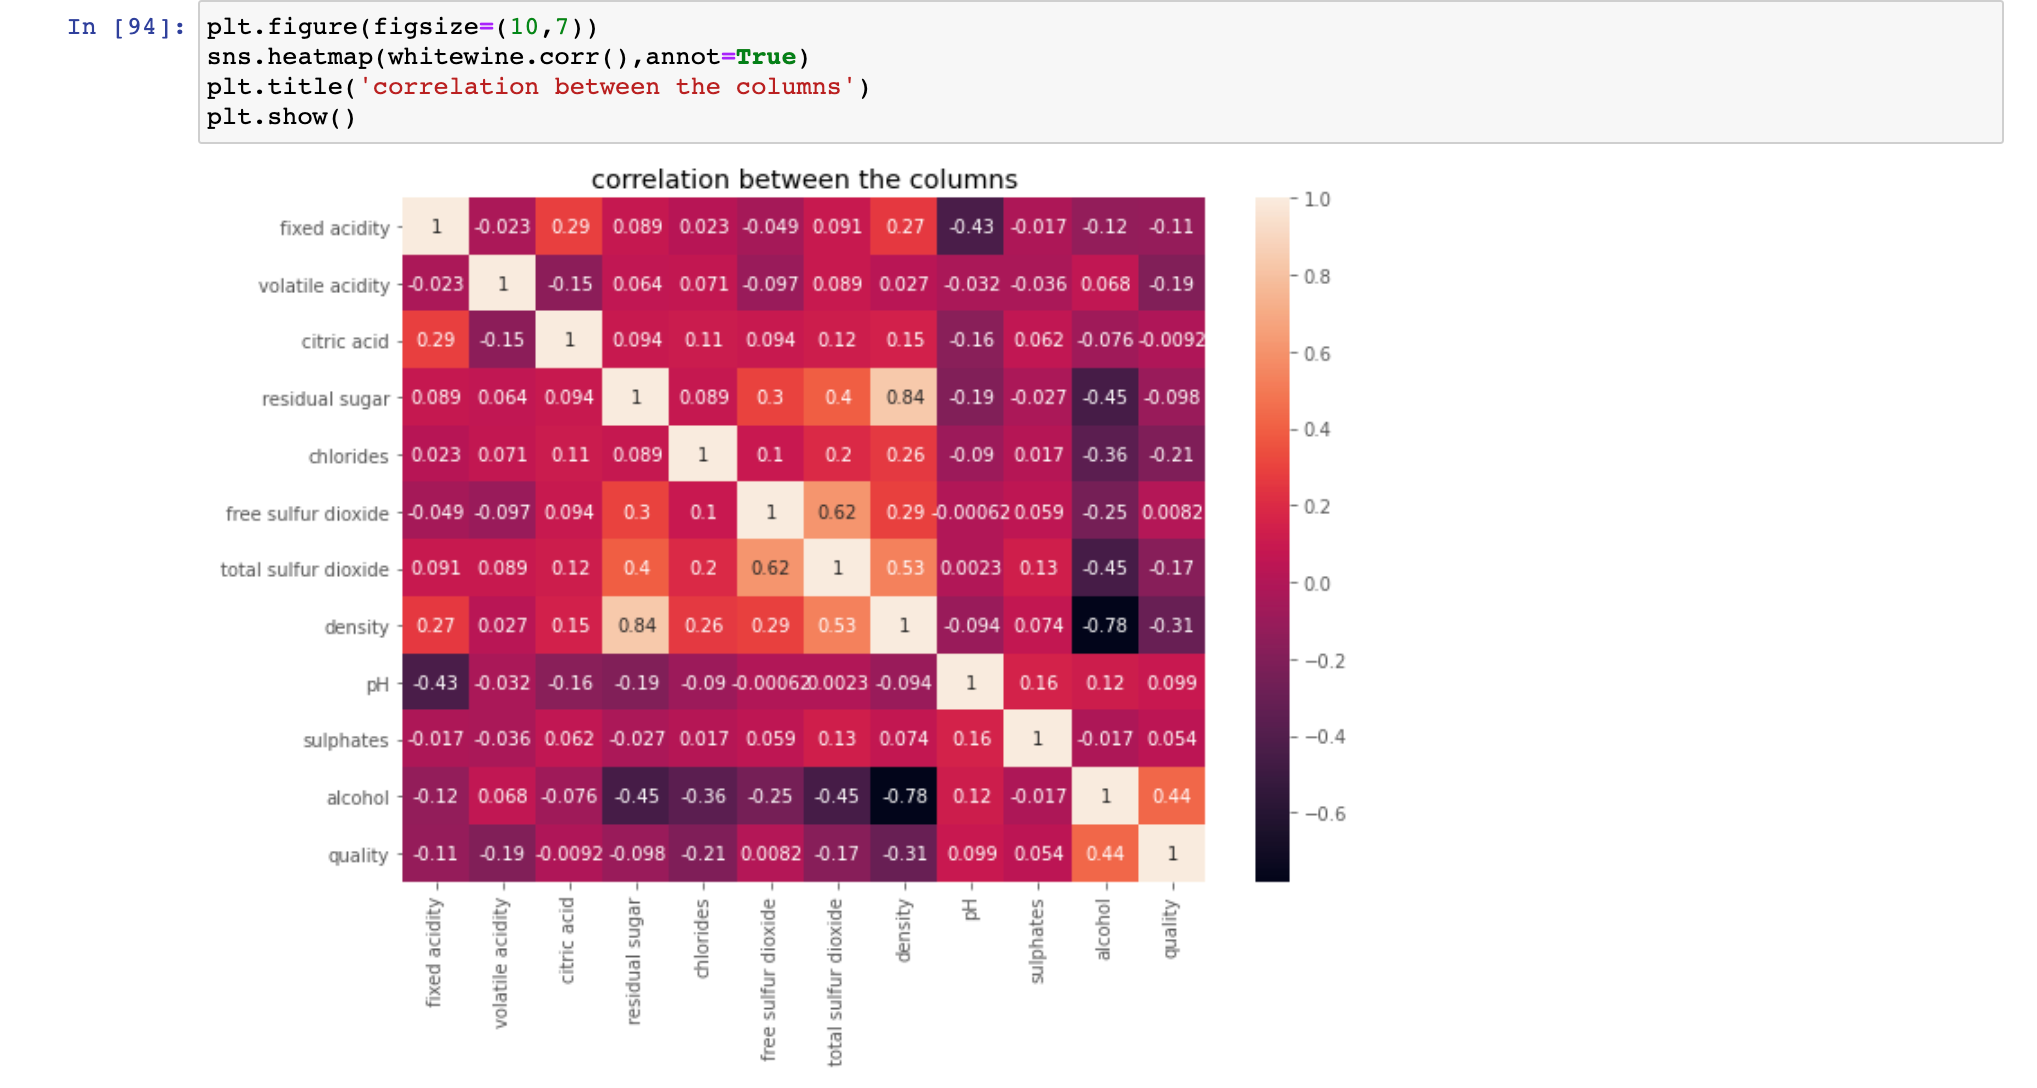 In [94]: plt.figure(figsize=(10,7))
sns.heatmap(whitewine.corr(),annot=True)
plt.title('correlation between the columns')
plt.show()
correlation between the columns
fixed acidity 1 -0.023 0.29 0.089 0.023 -0.049 0.091 0.27 -0.43 -0.017 -0.12 -0.11
volatile acidity -0.023 1 -0.15 0.064 0.071 -0.097 0.089 0.027 -0.032 -0.036 0.068 -0.19
citric acid 0.29 -0.15 1 0.094 0.11 0.094 0.12 0.15 -0.16 0.062 -0.076 -0.0092
residual sugar 0.089 0.064 0.094 1 0.089 0.3 0.4 0.84 -0.19 -0.027 -0.45 -0.098
chlorides 0.023 0.071 0.11 0.089 1 0.1 0.2 0.26 -0.09 0.017 -0.36 -0.21
free sulfur dioxide -0.049 -0.097 0.094 0.3 0.1 1 0.62 0.29 -0.00062 0.059 -0.25 0.0082
total sulfur dioxide 0.091 0.089 0.12 0.4 0.2 0.62 1 0.53 0.0023 0.13 -0.45 -0.17
density 0.27 0.027 0.15 0.84 0.26 0.29 0.53 1 -0.094 0.074 -0.78 -0.31
pH -0.43 -0.032 -0.16 -0.19 -0.09 -0.00062 0.0023 -0.094 1 0.16 0.12 0.099
sulphates -0.017 -0.036 0.062 -0.027 0.017 0.059 0.13 0.074 0.16 1 -0.017 0.054
alcohol -0.12 0.068 -0.076 -0.45 -0.36 -0.25 -0.45 -0.78 0.12 -0.017 1 0.44
quality -0.11 -0.19 -0.0092 -0.098 -0.21 0.0082 -0.17 -0.31 0.099 0.054 0.44 1
fixed acidity
volatile acidity
citric acid
residual sugar
chlorides
free sulfur dioxide
total sulfur dioxide
density
pH
sulphates
alcohol
quality
1.0
0.8
0.6
0.4
0.2
0.0
−0.2
−0.4
−0.6